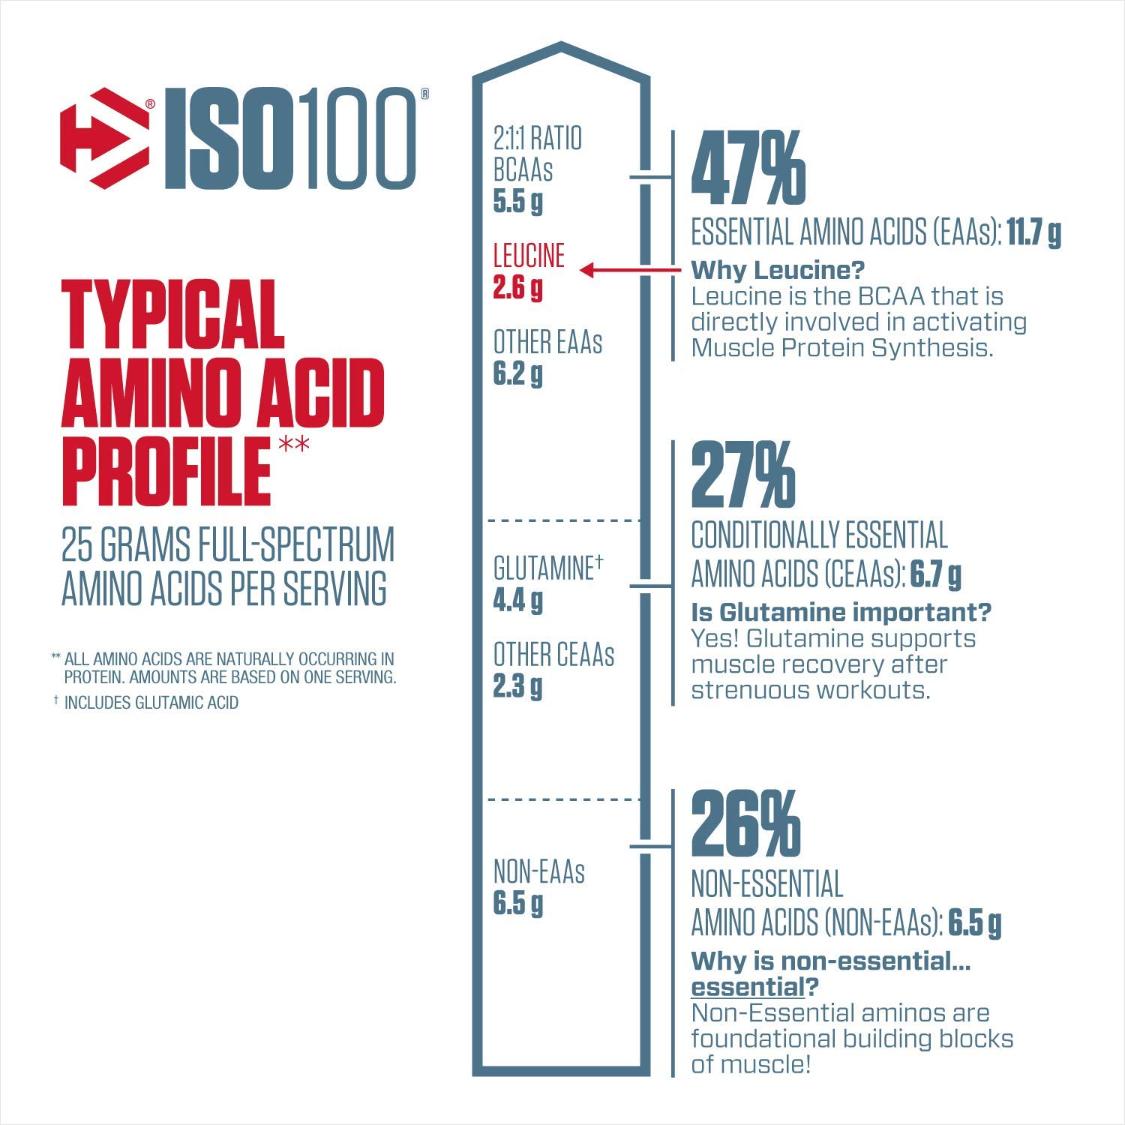 ISO100®
TYPICAL
AMINO ACID
PROFILE**
25 GRAMS FULL-SPECTRUM
AMINO ACIDS PER SERVING
** ALL AMINO ACIDS ARE NATURALLY OCCURRING IN
PROTEIN. AMOUNTS ARE BASED ON ONE SERVING.
† INCLUDES GLUTAMIC ACID
2:1:1 RATIO
BCAAs
5.5 g
LEUCINE
2.6 g
OTHER EAAs
6.2 g
47%
ESSENTIAL AMINO ACIDS (EAAs): 11.7 g
Why Leucine?
Leucine is the BCAA that is
directly involved in activating
Muscle Protein Synthesis.
GLUTAMINE†
4.4 g
OTHER CEAAs
2.3 g
27%
CONDITIONALLY ESSENTIAL
AMINO ACIDS (CEAAs): 6.7 g
Is Glutamine important?
Yes! Glutamine supports
muscle recovery after
strenuous workouts.
NON-EAAs
6.5 g
26%
NON-ESSENTIAL
AMINO ACIDS (NON-EAAs): 6.5 g
Why is non-essential...
essential?
Non-Essential aminos are
foundational building blocks
of muscle!